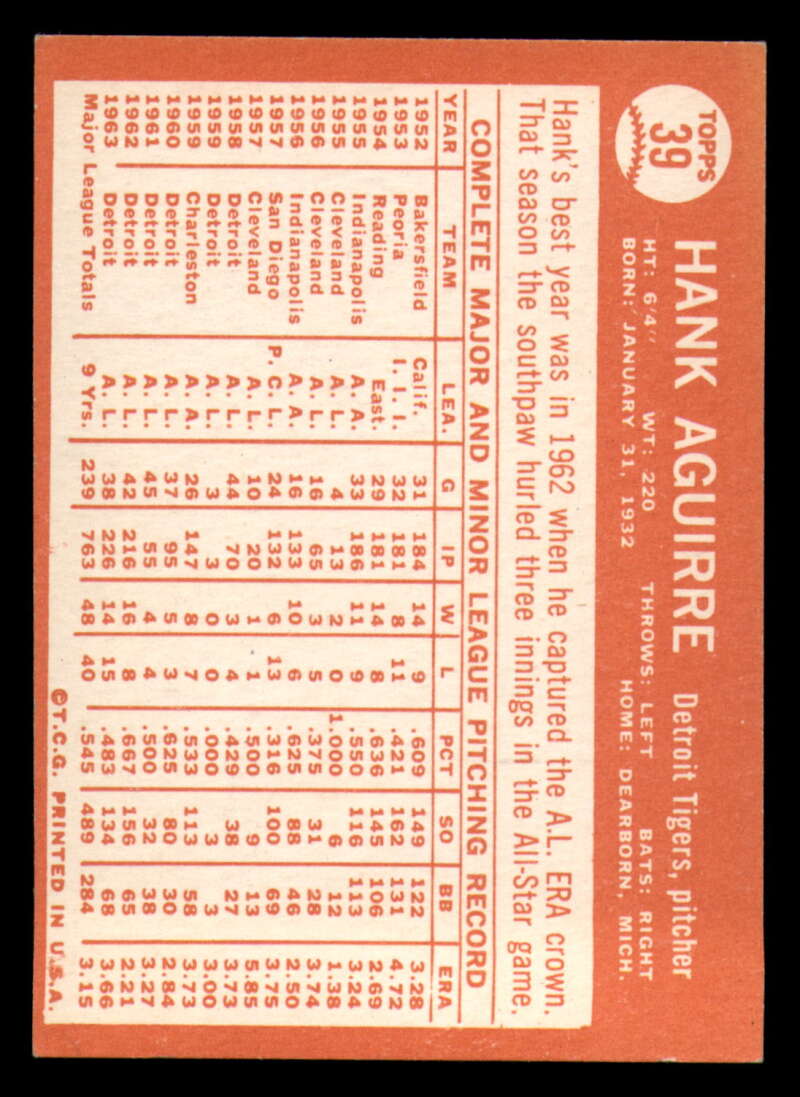 TOPPS
39
HANK AGUIRRE Detroit Tigers, pitcher
HT: 6'4" WT: 220 THROWS: LEFT BATS: RIGHT
BORN: JANUARY 31, 1932 HOME: DEARBORN, MICH.
Hank's best year was in 1962 when he captured the A.L. ERA crown.
That season the southpaw hurled three innings in the All-Star game.
COMPLETE MAJOR AND MINOR LEAGUE PITCHING RECORD
YEAR TEAM LEA. G IP W L PCT SO BB ERA
1952 Bakersfield Calif. 31 184 14 9 .609 149 122 3.28
1953 Peoria I. I. I. 32 181 8 11 .421 162 131 4.72
1954 Reading East. 29 181 14 8 .636 145 106 2.69
1955 Indianapolis A. A. 33 186 11 9 .550 116 113 3.24
1955 Cleveland A. L. 4 13 2 0 1.000 6 12 1.38
1956 Cleveland A. L. 16 65 3 5 .375 31 28 3.74
1956 Indianapolis A. A. 16 133 10 6 .625 88 46 2.50
1957 San Diego P. C. L. 24 132 6 13 .316 100 69 3.75
1957 Cleveland A. L. 10 20 1 1 .500 9 13 5.85
1958 Detroit A. L. 44 70 3 4 .429 38 27 3.73
1959 Detroit A. L. 3 3 0 0 .000 3 3 3.00
1959 Charleston A. A. 26 147 8 7 .533 113 58 3.73
1960 Detroit A. L. 37 95 5 3 .625 80 30 2.84
1961 Detroit A. L. 45 55 4 4 .500 32 38 3.27
1962 Detroit A. L. 42 216 16 8 .667 156 65 2.21
1963 Detroit A. L. 38 226 14 15 .483 134 68 3.66
Major League Totals 9 Yrs. 239 763 48 40 .545 489 284 3.15
©T.C.G. PRINTED IN U.S.A.